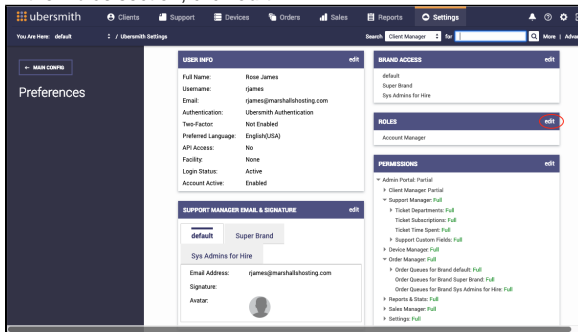 ubersmith Clients Support Devices Orders Sales Reports Settings
You Are Here: default / Ubersmith Settings Search Client Manager for More | Advan
← MAIN CONFIG
Preferences
USER INFO edit
Full Name: Rose James
Username: rjames
Email: rjames@marshallshosting.com
Authentication: Ubersmith Authentication
Two-Factor: Not Enabled
Preferred Language: English(USA)
API Access: No
Facility: None
Login Status: Active
Account Active: Enabled
SUPPORT MANAGER EMAIL & SIGNATURE edit
default Super Brand
Sys Admins for Hire
Email Address: rjames@marshallshosting.com
Signature:
Avatar:
BRAND ACCESS edit
default
Super Brand
Sys Admins for Hire
ROLES edit
Account Manager
PERMISSIONS edit
Admin Portal: Partial
Client Manager: Partial
Support Manager: Full
Ticket Departments: Full
Ticket Subscriptions: Full
Ticket Time Spent: Full
Support Custom Fields: Full
Device Manager: Full
Order Manager: Full
Order Queues for Brand default: Full
Order Queues for Brand Super Brand: Full
Order Queues for Brand Sys Admins for Hire: Full
Reports & Stats: Full
Sales Manager: Full
Settings: Full